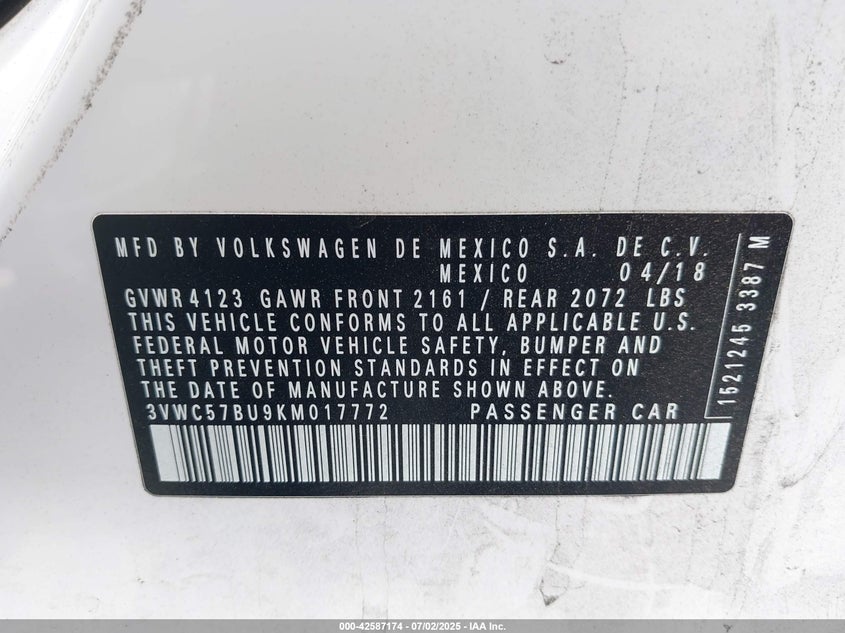 MFD BY VOLKSWAGEN DE MEXICO S.A. DE C.V.
MEXICO 04/18
GVWR 4123 GAWR FRONT 2161 / REAR 2072 LBS
THIS VEHICLE CONFORMS TO ALL APPLICABLE U.S.
FEDERAL MOTOR VEHICLE SAFETY, BUMPER AND
THEFT PREVENTION STANDARDS IN EFFECT ON
THE DATE OF MANUFACTURE SHOWN ABOVE.
3VWC57BU9KM017772 PASSENGER CAR
1521245 3387 M
000-42587174 | 07/02/2025 - IAA Inc.